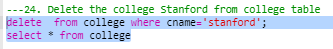 ---24. Delete the college Stanford from college table
delete  from college where cname='stanford';
select * from college